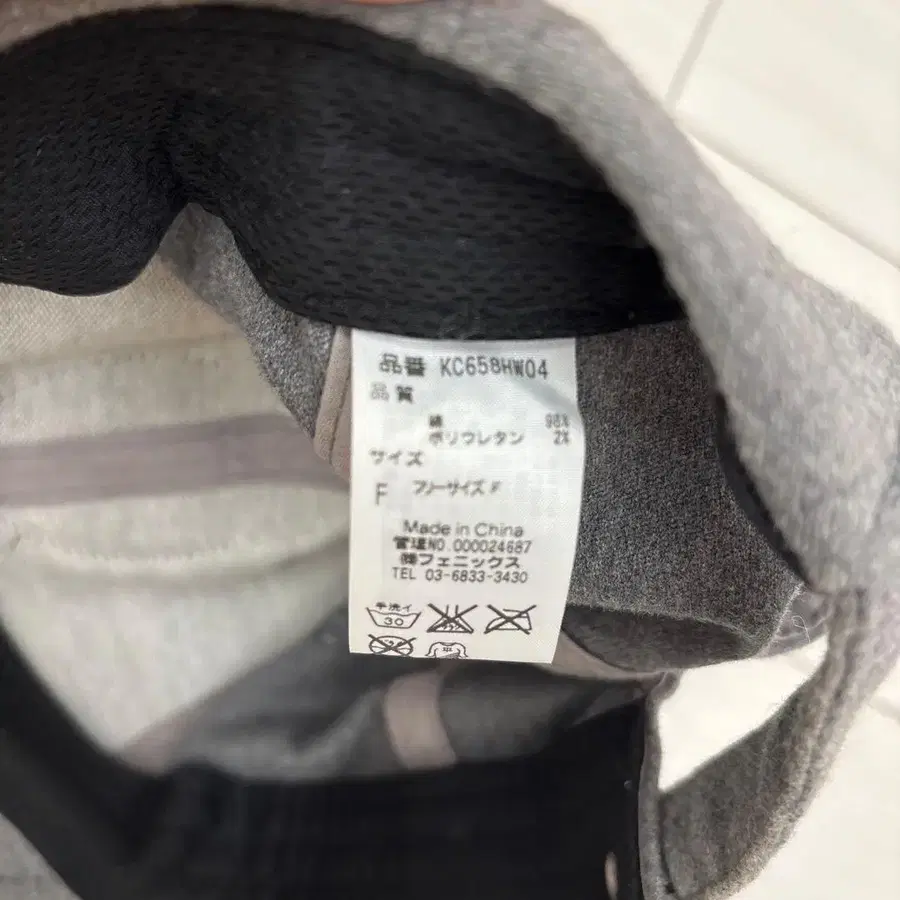 品番 KC658HW04
品質
綿 98%
ポリウレタン 2%
サイズ
F フリーサイズ F
Made in China
管理NO.000024687
㈱フェニックス
TEL 03-6833-3430
手洗イ
30